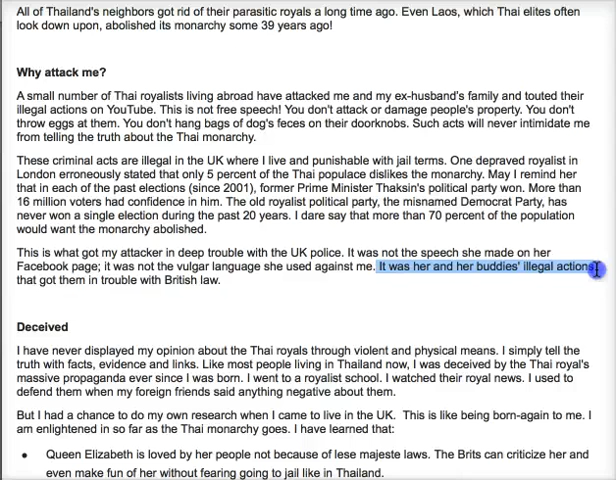 All of Thailand's neighbors got rid of their parasitic royals a long time ago. Even Laos, which Thai elites often
look down upon, abolished its monarchy some 39 years ago!
Why attack me?
A small number of Thai royalists living abroad have attacked me and my ex-husband's family and touted their
illegal actions on YouTube. This is not free speech! You don't attack or damage people's property. You don't
throw eggs at them. You don't hang bags of dog's feces on their doorknobs. Such acts will never intimidate me
from telling the truth about the Thai monarchy.
These criminal acts are illegal in the UK where I live and punishable with jail terms. One depraved royalist in
London erroneously stated that only 5 percent of the Thai populace dislikes the monarchy. May I remind her
that in each of the past elections (since 2001), former Prime Minister Thaksin's political party won. More than
16 million voters had confidence in him. The old royalist political party, the misnamed Democrat Party, has
never won a single election during the past 20 years. I dare say that more than 70 percent of the population
would want the monarchy abolished.
This is what got my attacker in deep trouble with the UK police. It was not the speech she made on her
Facebook page; it was not the vulgar language she used against me. It was her and her buddies' illegal actions
that got them in trouble with British law.
Deceived
I have never displayed my opinion about the Thai royals through violent and physical means. I simply tell the
truth with facts, evidence and links. Like most people living in Thailand now, I was deceived by the Thai royal's
massive propaganda ever since I was born. I went to a royalist school. I watched their royal news. I used to
defend them when my foreign friends said anything negative about them.
But I had a chance to do my own research when I came to live in the UK. This is like being born-again to me. I
am enlightened in so far as the Thai monarchy goes. I have learned that:
• Queen Elizabeth is loved by her people not because of lese majeste laws. The Brits can criticize her and
even make fun of her without fearing going to jail like in Thailand.